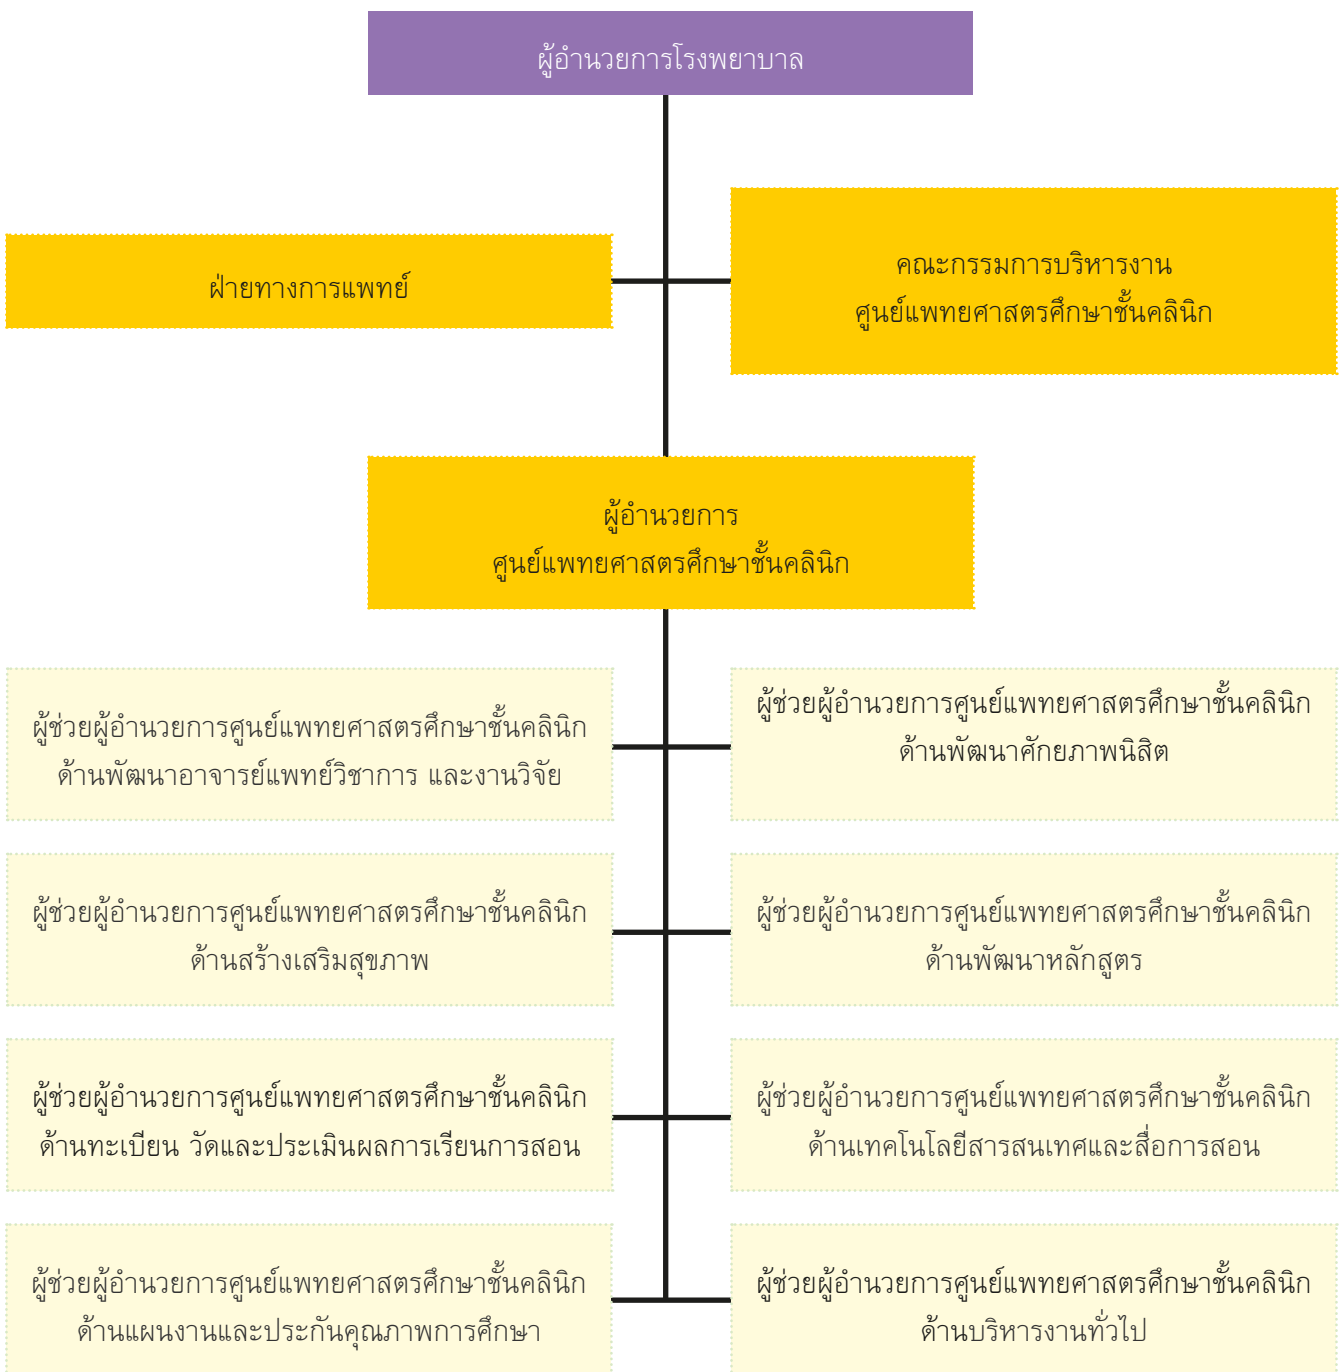 ผู้อำนวยการโรงพยาบาล
ฝ่ายทางการแพทย์
คณะกรรมการบริหารงาน
ศูนย์แพทยศาสตรศึกษาชั้นคลินิก
ผู้อำนวยการ
ศูนย์แพทยศาสตรศึกษาชั้นคลินิก
ผู้ช่วยผู้อำนวยการศูนย์แพทยศาสตรศึกษาชั้นคลินิก
ด้านพัฒนาอาจารย์แพทย์วิชาการ และงานวิจัย
ผู้ช่วยผู้อำนวยการศูนย์แพทยศาสตรศึกษาชั้นคลินิก
ด้านพัฒนาศักยภาพนิสิต
ผู้ช่วยผู้อำนวยการศูนย์แพทยศาสตรศึกษาชั้นคลินิก
ด้านสร้างเสริมสุขภาพ
ผู้ช่วยผู้อำนวยการศูนย์แพทยศาสตรศึกษาชั้นคลินิก
ด้านพัฒนาหลักสูตร
ผู้ช่วยผู้อำนวยการศูนย์แพทยศาสตรศึกษาชั้นคลินิก
ด้านทะเบียน วัดและประเมินผลการเรียนการสอน
ผู้ช่วยผู้อำนวยการศูนย์แพทยศาสตรศึกษาชั้นคลินิก
ด้านเทคโนโลยีสารสนเทศและสื่อการสอน
ผู้ช่วยผู้อำนวยการศูนย์แพทยศาสตรศึกษาชั้นคลินิก
ด้านแผนงานและประกันคุณภาพการศึกษา
ผู้ช่วยผู้อำนวยการศูนย์แพทยศาสตรศึกษาชั้นคลินิก
ด้านบริหารงานทั่วไป